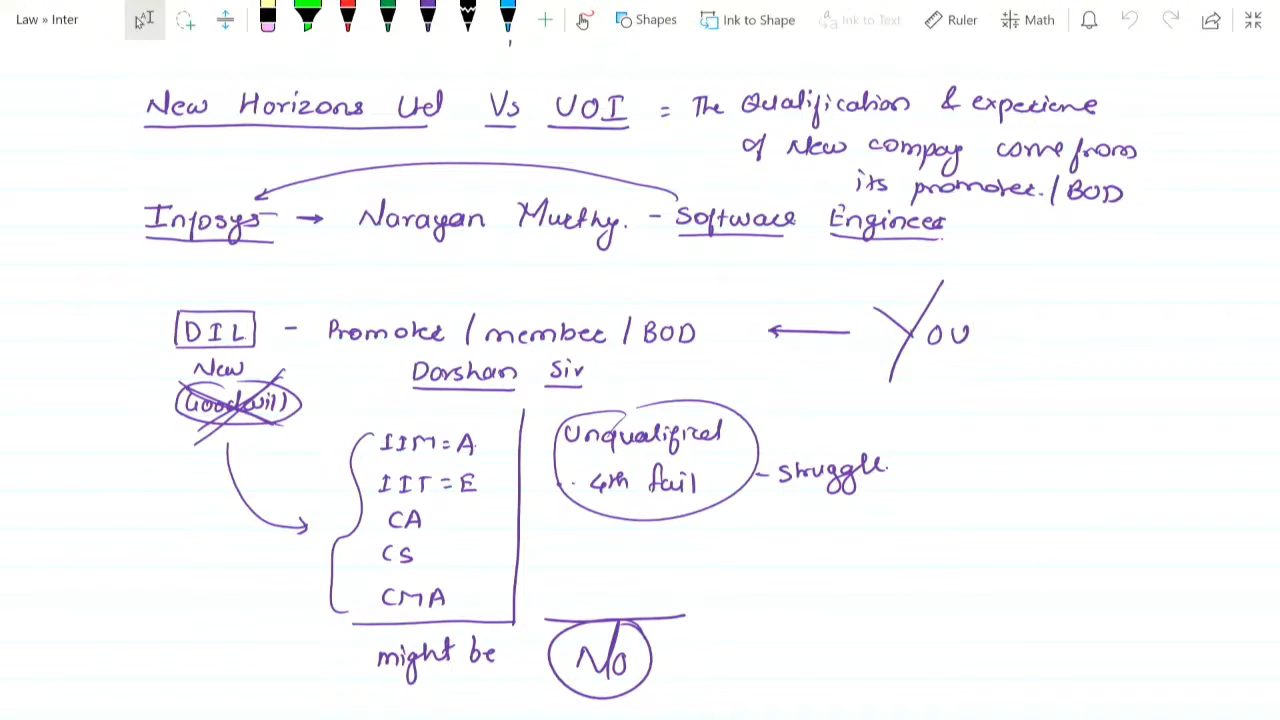 Law » Inter
Shapes
Ink to Shape
Ink to Text
Ruler
Math
New Horizons Ltd Vs UOI = The Qualification & experience
of New compay come from
its promoter./BOD
Infosys → Narayan Murthy. - Software Engineer
DIL - Promoter / member / BOD ← You
New Darshan Sir
Goodwill
IIM = A Unqualified
IIT = E 4th fail - struggle.
CA
CS
CMA
might be No